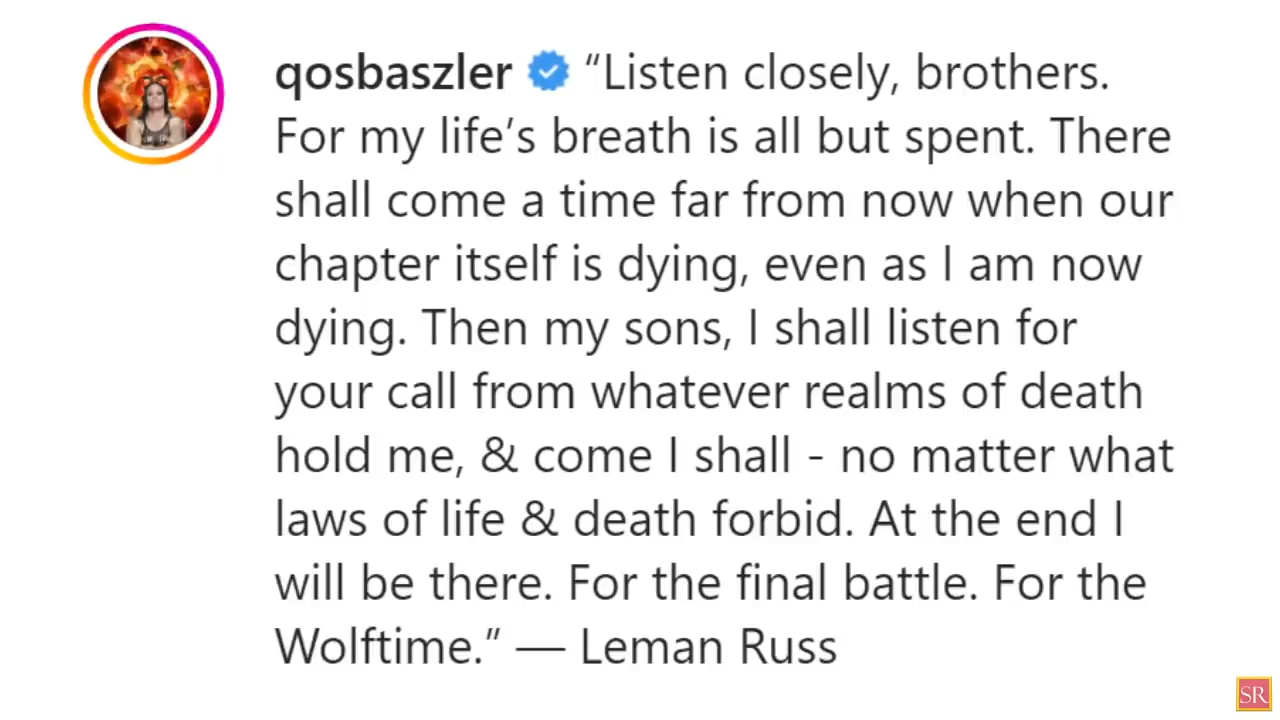 qosbaszler “Listen closely, brothers.
For my life’s breath is all but spent. There
shall come a time far from now when our
chapter itself is dying, even as I am now
dying. Then my sons, I shall listen for
your call from whatever realms of death
hold me, & come I shall - no matter what
laws of life & death forbid. At the end I
will be there. For the final battle. For the
Wolftime.” — Leman Russ
SR